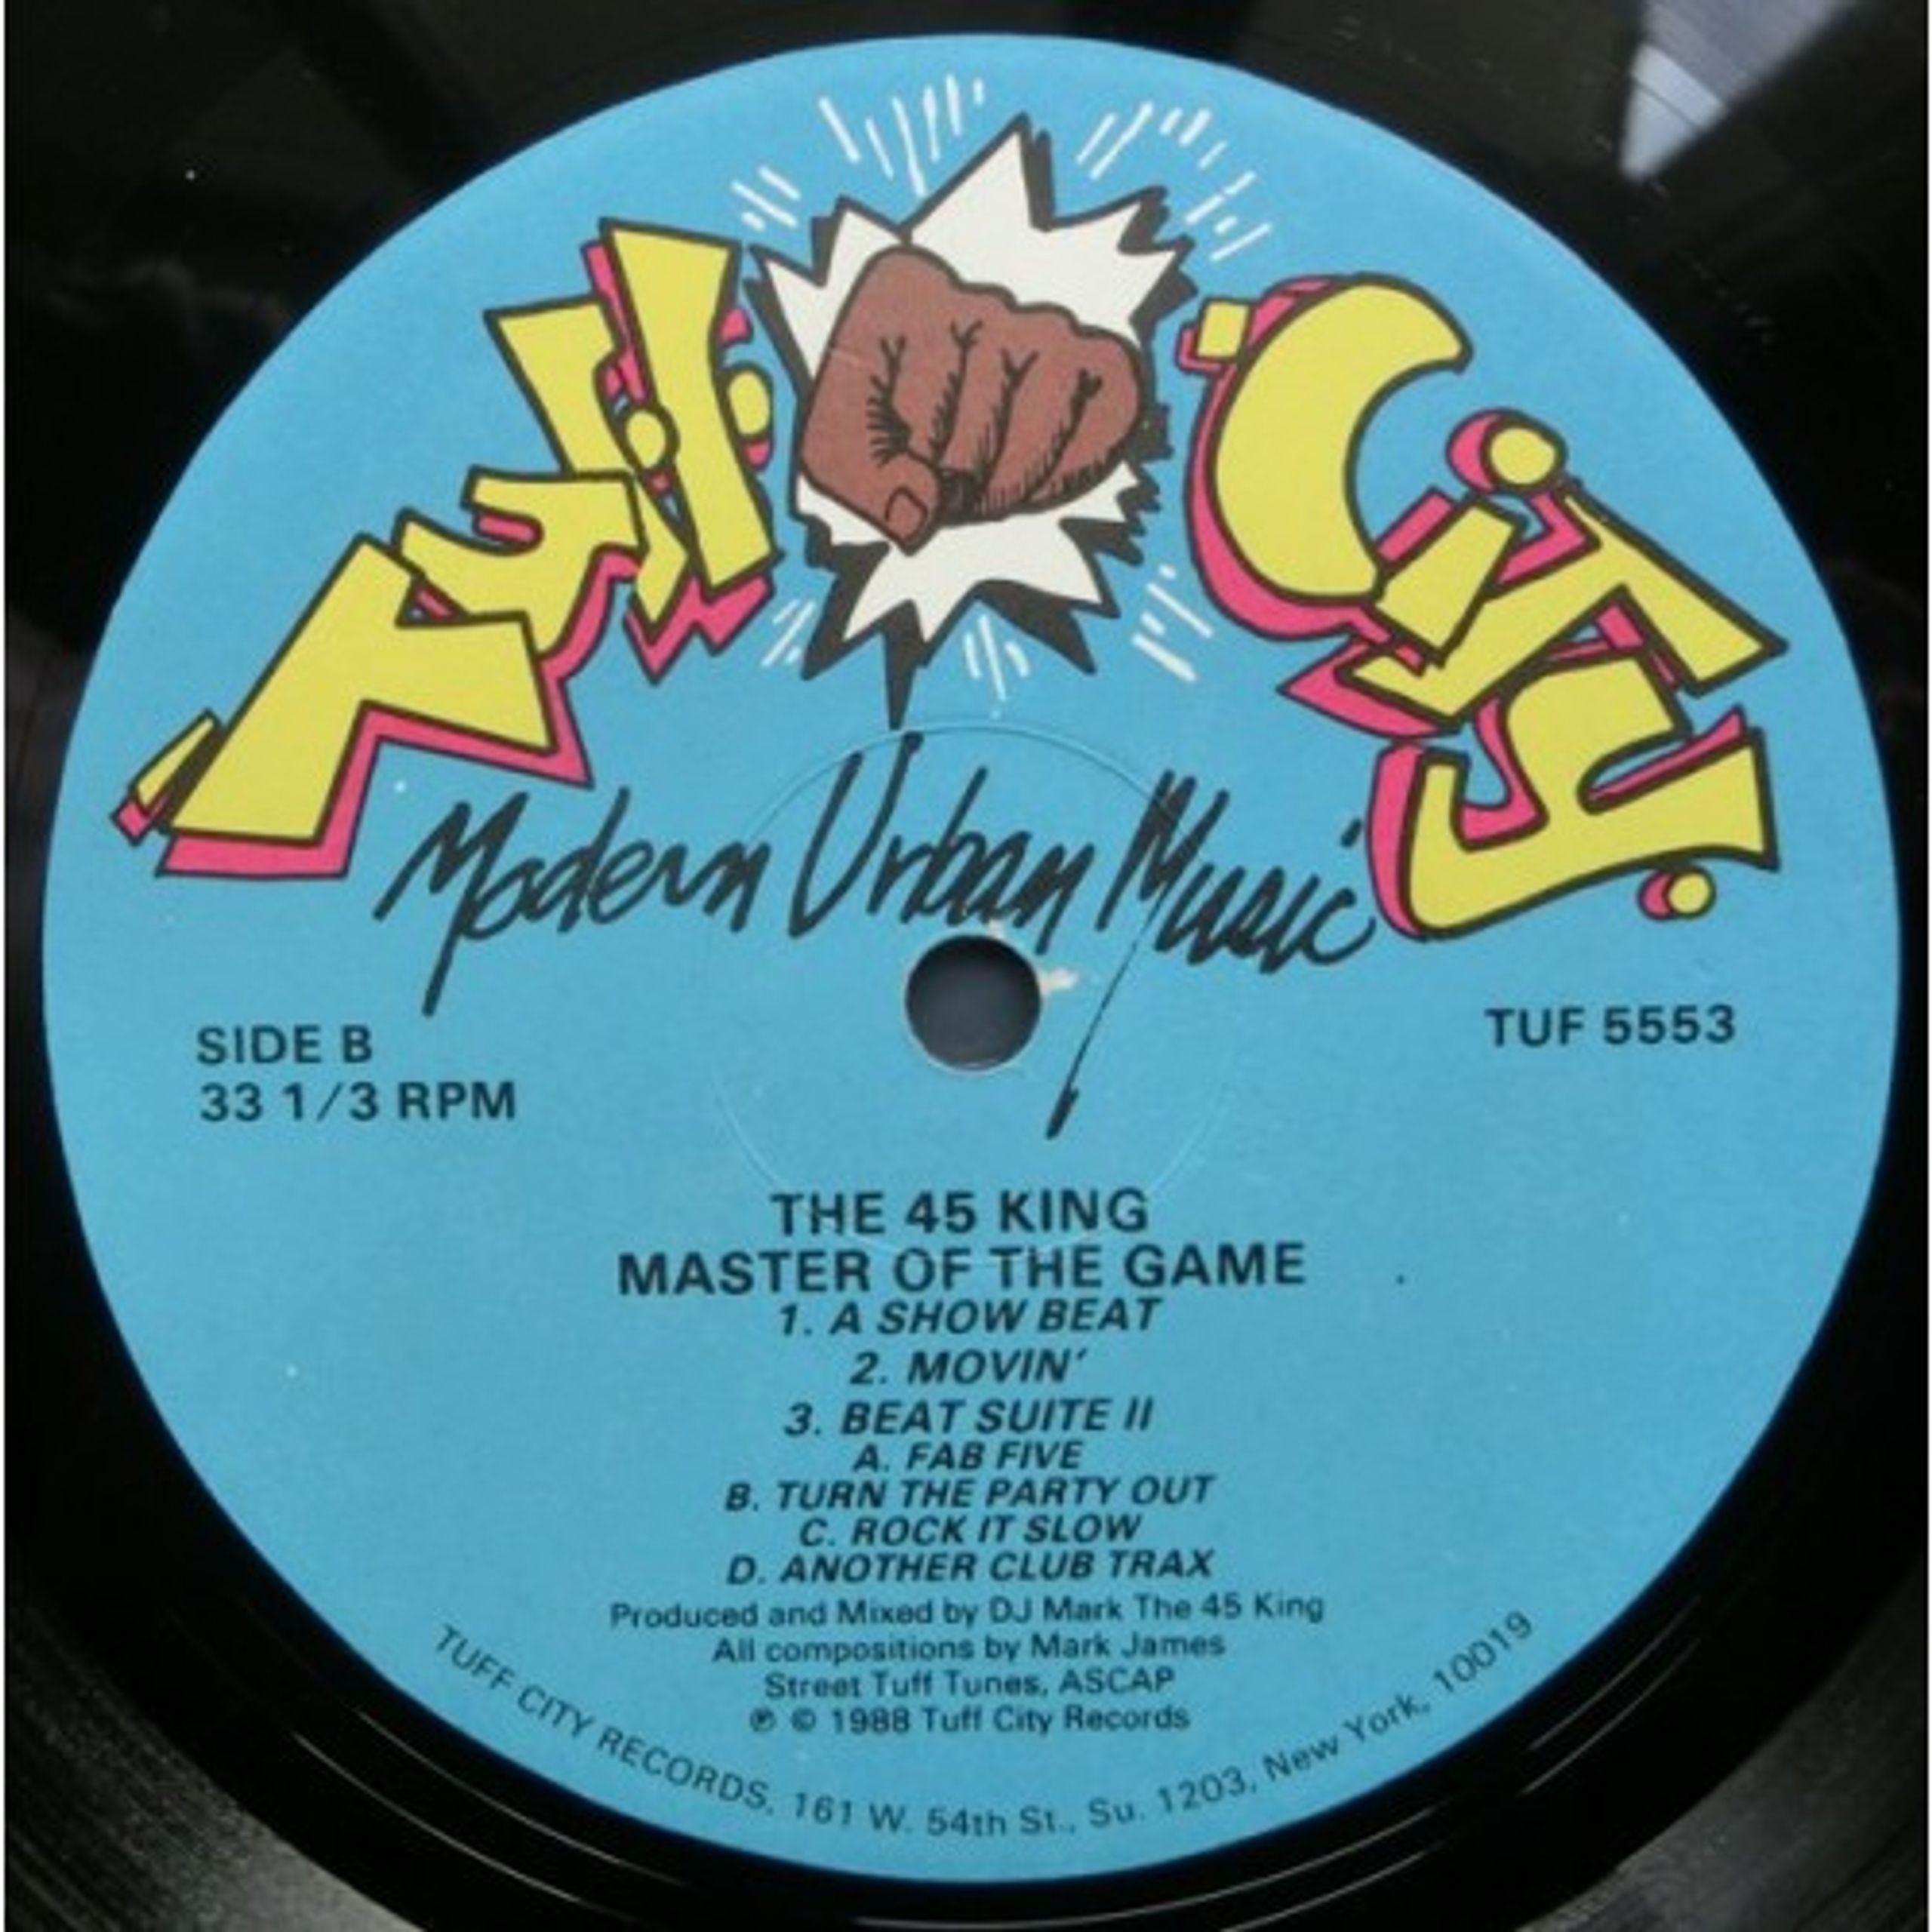 Tuff City
Modern Urban Music
SIDE B
33 1/3 RPM
TUF 5553
THE 45 KING
MASTER OF THE GAME
1. A SHOW BEAT
2. MOVIN'
3. BEAT SUITE II
A. FAB FIVE
B. TURN THE PARTY OUT
C. ROCK IT SLOW
D. ANOTHER CLUB TRAX
Produced and Mixed by DJ Mark The 45 King
All compositions by Mark James
Street Tuff Tunes, ASCAP
℗ © 1988 Tuff City Records
TUFF CITY RECORDS, 161 W. 54th St., Su. 1203, New York, 10019